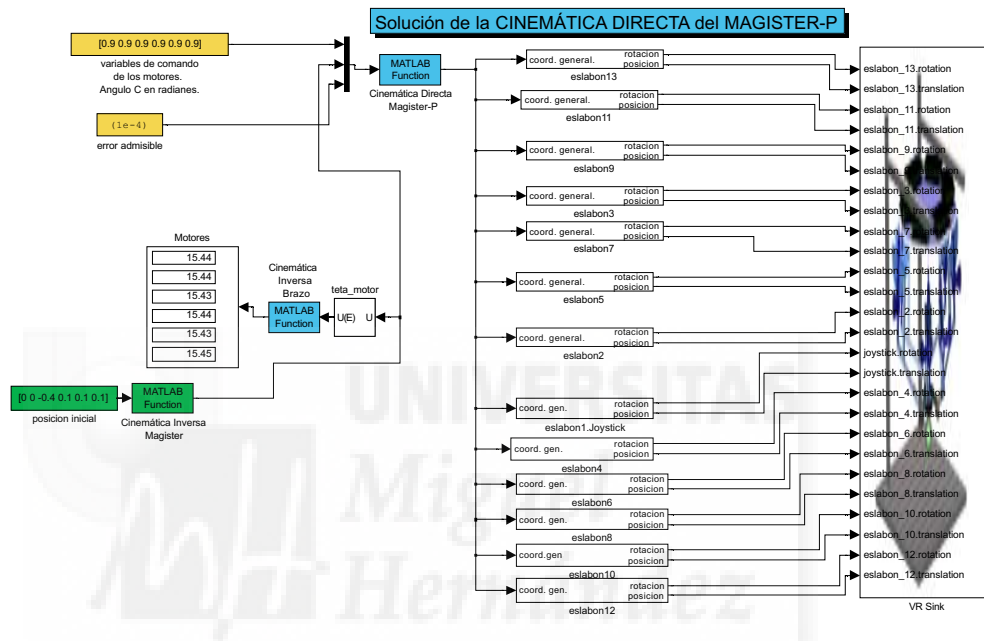 Solución de la CINEMÁTICA DIRECTA del MAGISTER-P
[0.9 0.9 0.9 0.9 0.9 0.9]
variables de comando
de los motores.
Angulo C en radianes.
(1e-4)
error admisible
MATLAB
Function
Cinemática Directa
Magister-P
Motores
15.44
15.44
15.43
15.44
15.43
15.45
Cinemática
Inversa
Brazo
MATLAB
Function
teta_motor
U(E) U
[0 0 -0.4 0.1 0.1 0.1]
posicion inicial
MATLAB
Function
Cinemática Inversa
Magister
coord. general. rotacion
posicion
eslabon13
coord. general. rotacion
posicion
eslabon11
coord. general. rotacion
posicion
eslabon9
coord. general. rotacion
posicion
eslabon3
coord. general. rotacion
posicion
eslabon7
coord. general. rotacion
posicion
eslabon5
coord. general. rotacion
posicion
eslabon2
coord. gen. rotacion
posicion
eslabon1.Joystick
coord. gen. rotacion
posicion
eslabon4
coord. gen. rotacion
posicion
eslabon6
coord. gen. rotacion
posicion
eslabon8
coord.gen rotacion
posicion
eslabon10
coord. gen. rotacion
posicion
eslabon12
eslabon_13.rotation
eslabon_13.translation
eslabon_11.rotation
eslabon_11.translation
eslabon_9.rotation
eslabon_9.translation
eslabon_3.rotation
eslabon_3.translation
eslabon_7.rotation
eslabon_7.translation
eslabon_5.rotation
eslabon_5.translation
eslabon_2.rotation
eslabon_2.translation
joystick.rotation
joystick.translation
eslabon_4.rotation
eslabon_4.translation
eslabon_6.rotation
eslabon_6.translation
eslabon_8.rotation
eslabon_8.translation
eslabon_10.rotation
eslabon_10.translation
eslabon_12.rotation
eslabon_12.translation
VR Sink
UNIVERSITAS
Miguel
Hernández